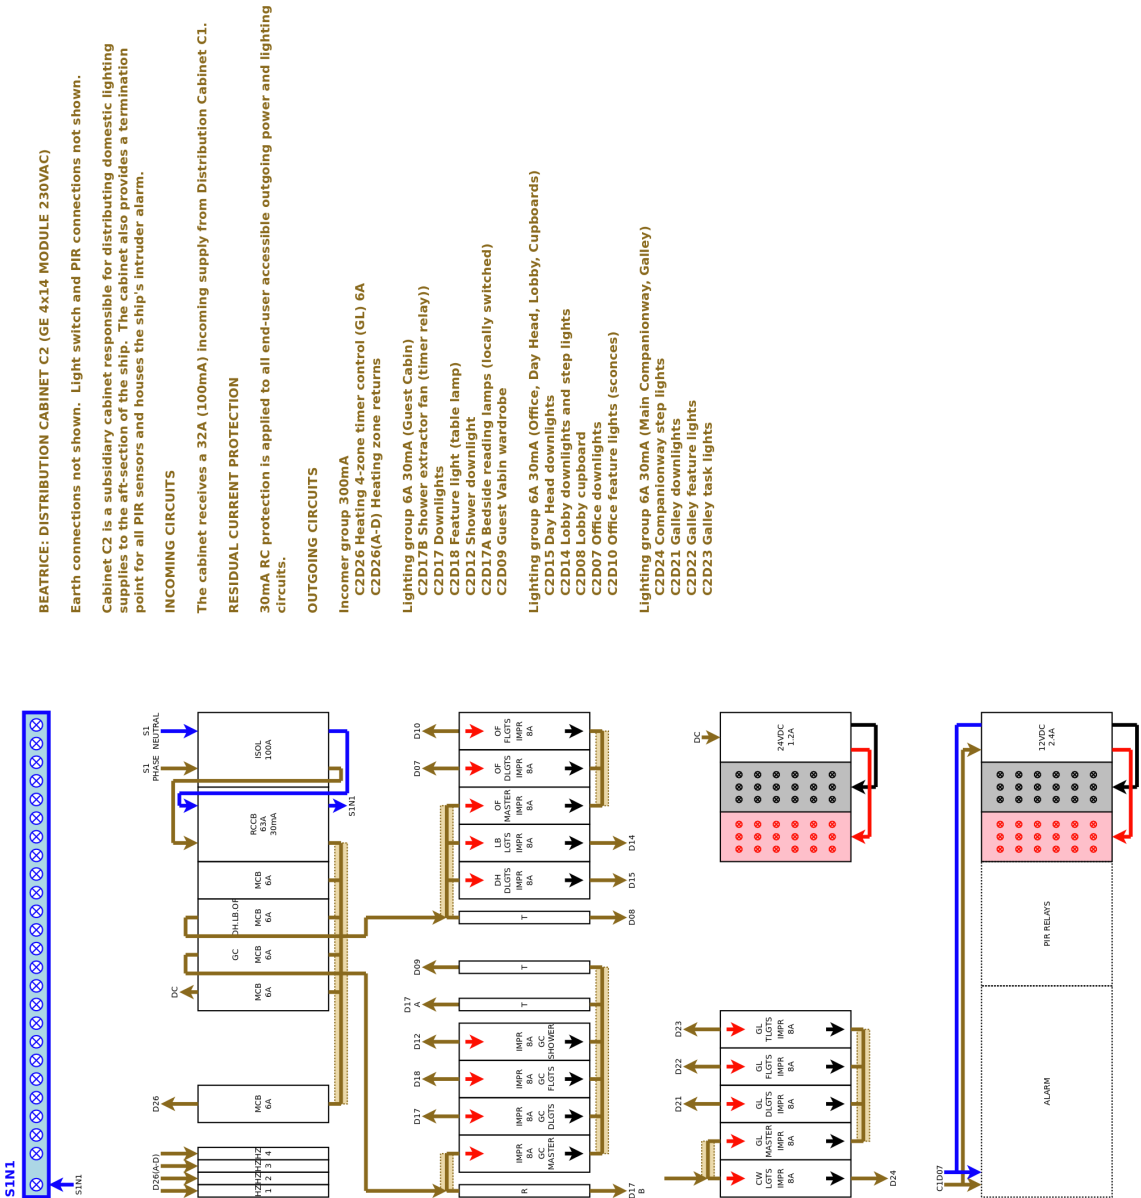 BEATRICE: DISTRIBUTION CABINET C2 (GE 4x14 MODULE 230VAC)
Earth connections not shown.  Light switch and PIR connections not shown.
Cabinet C2 is a subsidiary cabinet responsible for distributing domestic lighting
supplies to the aft-section of the ship.  The cabinet also provides a termination
point for all PIR sensors and houses the ship's intruder alarm.
INCOMING CIRCUITS
The cabinet receives a 32A (100mA) incoming supply from Distribution Cabinet C1.
RESIDUAL CURRENT PROTECTION
30mA RC protection is applied to all end-user accessible outgoing power and lighting
circuits.
OUTGOING CIRCUITS
Incomer group 300mA
C2D26 Heating 4-zone timer control (GL) 6A
C2D26(A-D) Heating zone returns
Lighting group 6A 30mA (Guest Cabin)
C2D17B Shower extractor fan (timer relay))
C2D17 Downlights
C2D18 Feature light (table lamp)
C2D12 Shower downlight
C2D17A Bedside reading lamps (locally switched)
C2D09 Guest Vabin wardrobe
Lighting group 6A 30mA (Office, Day Head, Lobby, Cupboards)
C2D15 Day Head downlights
C2D14 Lobby downlights and step lights
C2D08 Lobby cupboard
C2D07 Office downlights
C2D10 Office feature lights (sconces)
Lighting group 6A 30mA (Main Companionway, Galley)
C2D24 Companionway step lights
C2D21 Galley downlights
C2D22 Galley feature lights
C2D23 Galley task lights
S1N1
S1N1
D26(A-D)
HZ
1
HZ
2
HZ
3
HZ
4
D26
MCB
6A
DC
MCB
6A
GC
MCB
6A
DH.LB.OF
MCB
6A
MCB
6A
RCCB
63A
30mA
ISOL
100A
S1
PHASE
S1
NEUTRAL
S1N1
D17
B
R
IMPR
8A
GC
MASTER
D17
IMPR
8A
GC
DLGTS
D18
IMPR
8A
GC
FLGTS
D12
IMPR
8A
GC
SHOWER
D17
A
T
D09
T
D08
T
D15
DH
DLGTS
IMPR
8A
D14
LB
LGTS
IMPR
8A
OF
MASTER
IMPR
8A
D07
OF
DLGTS
IMPR
8A
D10
OF
FLGTS
IMPR
8A
D24
CW
LGTS
IMPR
8A
GL
MASTER
IMPR
8A
D21
GL
DLGTS
IMPR
8A
D22
GL
FLGTS
IMPR
8A
D23
GL
TLGTS
IMPR
8A
DC
24VDC
1.2A
C1D07
ALARM
PIR RELAYS
12VDC
2.4A